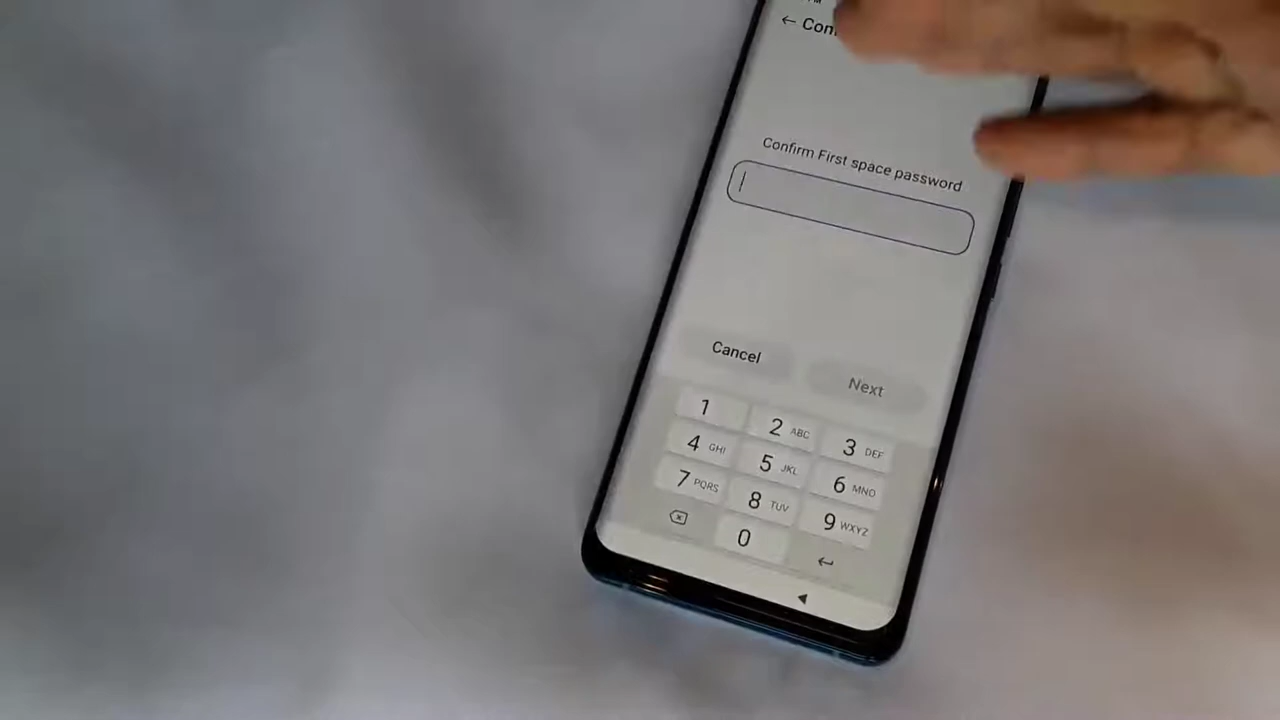 Confirm First space password
Cancel
Next
1
2 ABC
3 DEF
4 GHI
5 JKL
6 MNO
7 PQRS
8 TUV
9 WXYZ
0